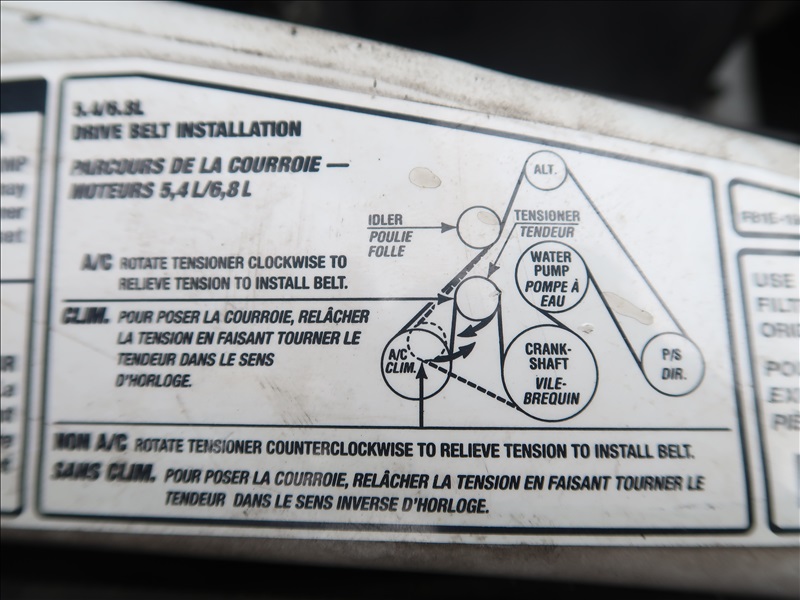 5.4/6.8L
DRIVE BELT INSTALLATION
PARCOURS DE LA COURROIE —
MOTEURS 5,4L/6,8L
ALT.
IDLER
POULIE
FOLLE
TENSIONER
TENDEUR
WATER
PUMP
POMPE À
EAU
A/C ROTATE TENSIONER CLOCKWISE TO
RELIEVE TENSION TO INSTALL BELT.
CLIM. POUR POSER LA COURROIE, RELÂCHER
LA TENSION EN FAISANT TOURNER LE
TENDEUR DANS LE SENS
D'HORLOGE.
A/C
CLIM.
CRANK-
SHAFT
VILE-
BREQUIN
P/S
DIR.
NON A/C ROTATE TENSIONER COUNTERCLOCKWISE TO RELIEVE TENSION TO INSTALL BELT.
SANS CLIM. POUR POSER LA COURROIE, RELÂCHER LA TENSION EN FAISANT TOURNER LE
TENDEUR DANS LE SENS INVERSE D'HORLOGE.
USE